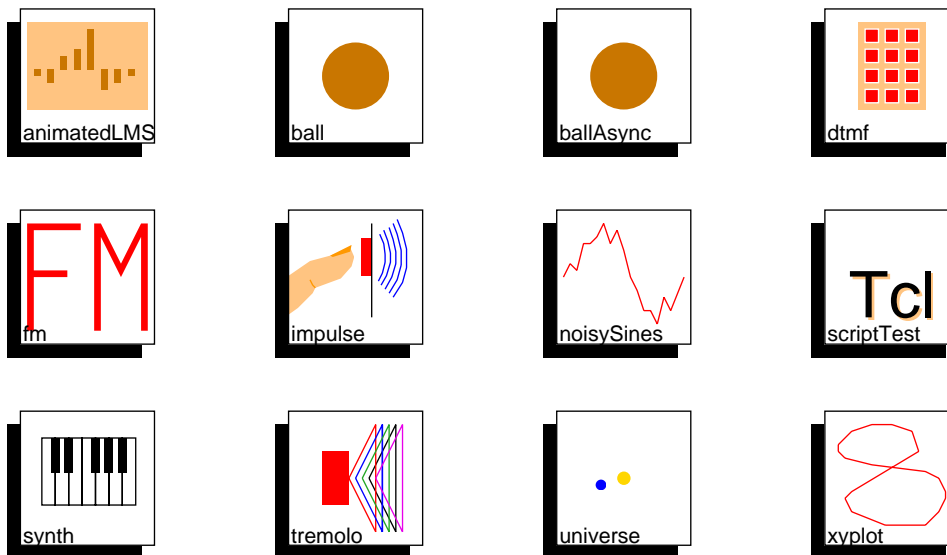 animatedLMS
ball
ballAsync
dtmf
FM
fm
impulse
noisySines
Tcl
scriptTest
synth
tremolo
universe
xyplot